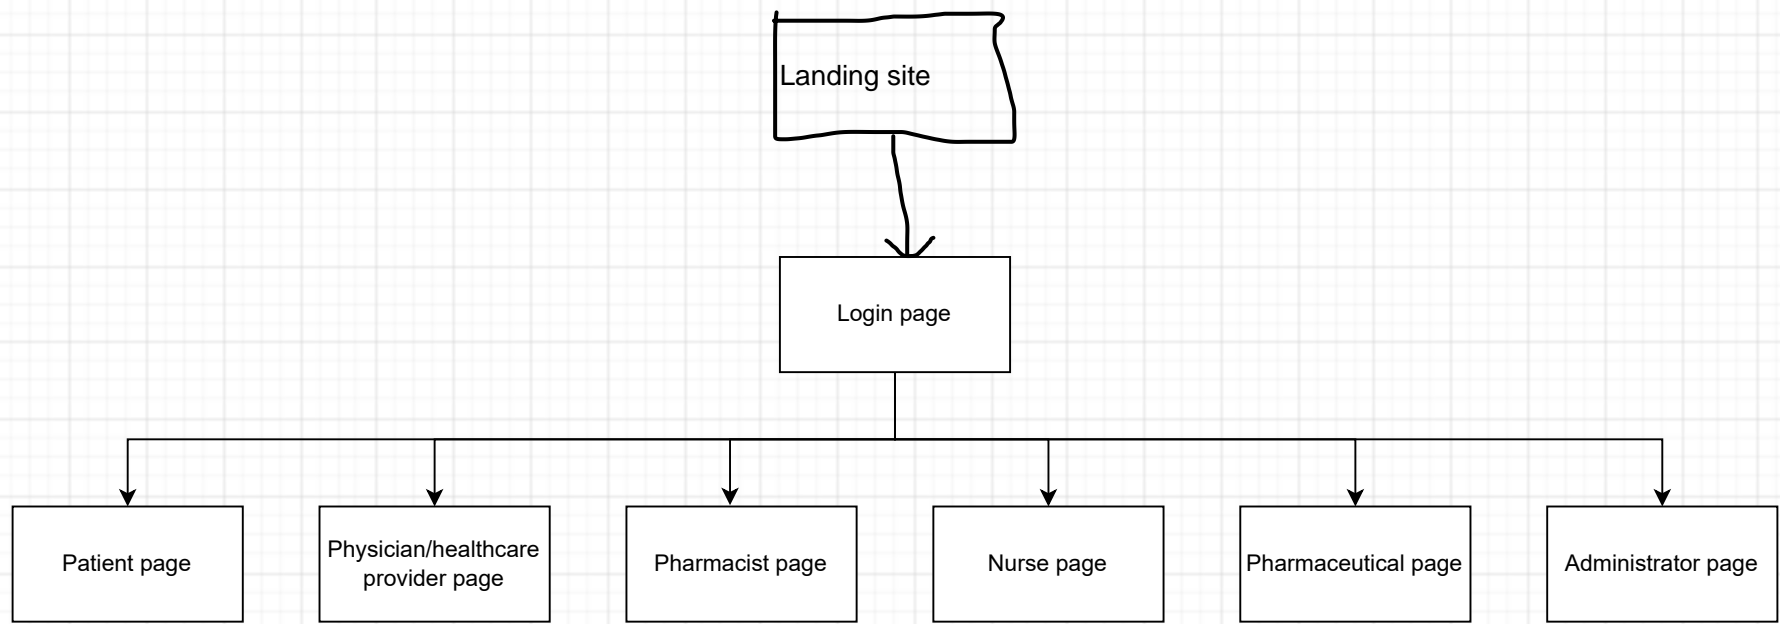 Landing site
Login page
Patient page
Physician/healthcare
provider page
Pharmacist page
Nurse page
Pharmaceutical page
Administrator page